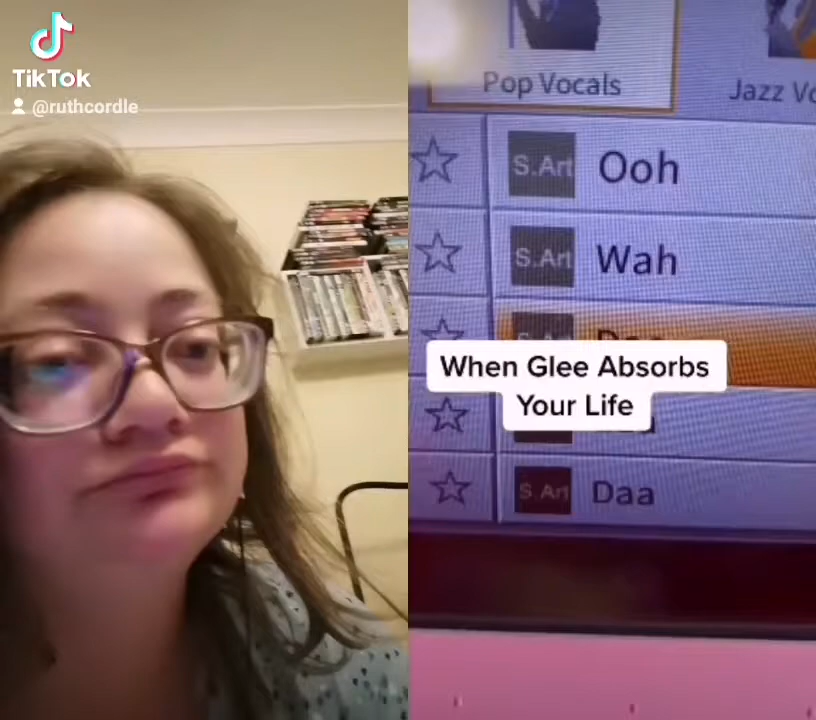 TikTok
@ruthcordle
Pop Vocals
Jazz Vo
S.Art Ooh
S.Art Wah
When Glee Absorbs
Your Life
S.Art Daa